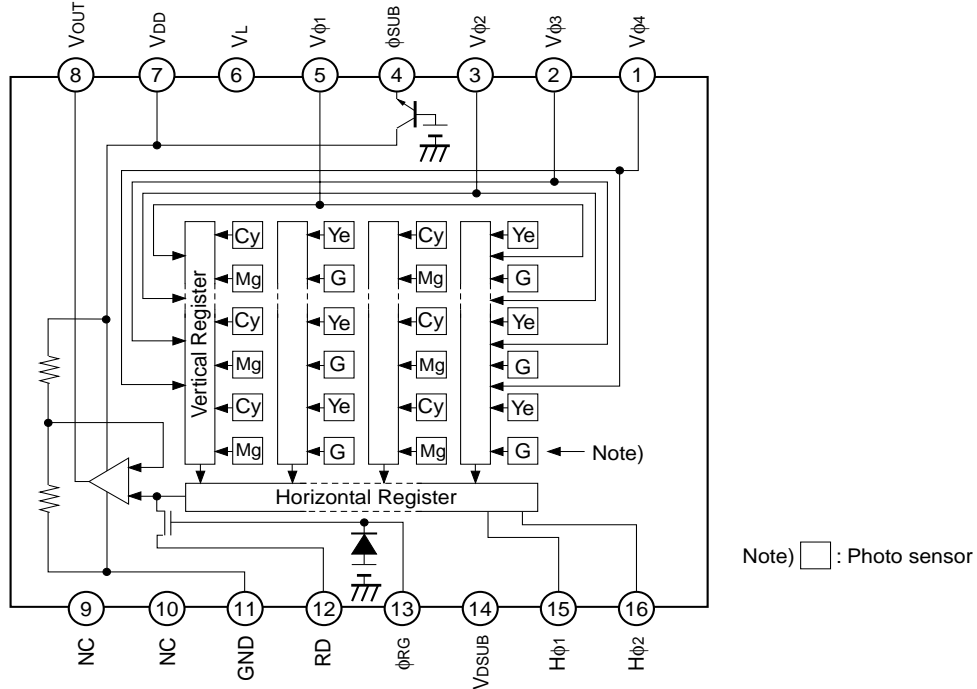 VOUT VDD VL Vφ1 φSUB Vφ2 Vφ3 Vφ4
8 7 6 5 4 3 2 1
Vertical Register
Cy Ye Cy Ye
Mg G Mg G
Cy Ye Cy Ye
Mg G Mg G
Cy Ye Cy Ye
Mg G Mg G
Note)
Horizontal Register
Note) : Photo sensor
9 10 11 12 13 14 15 16
NC NC GND RD φRG VDSUB Hφ1 Hφ2